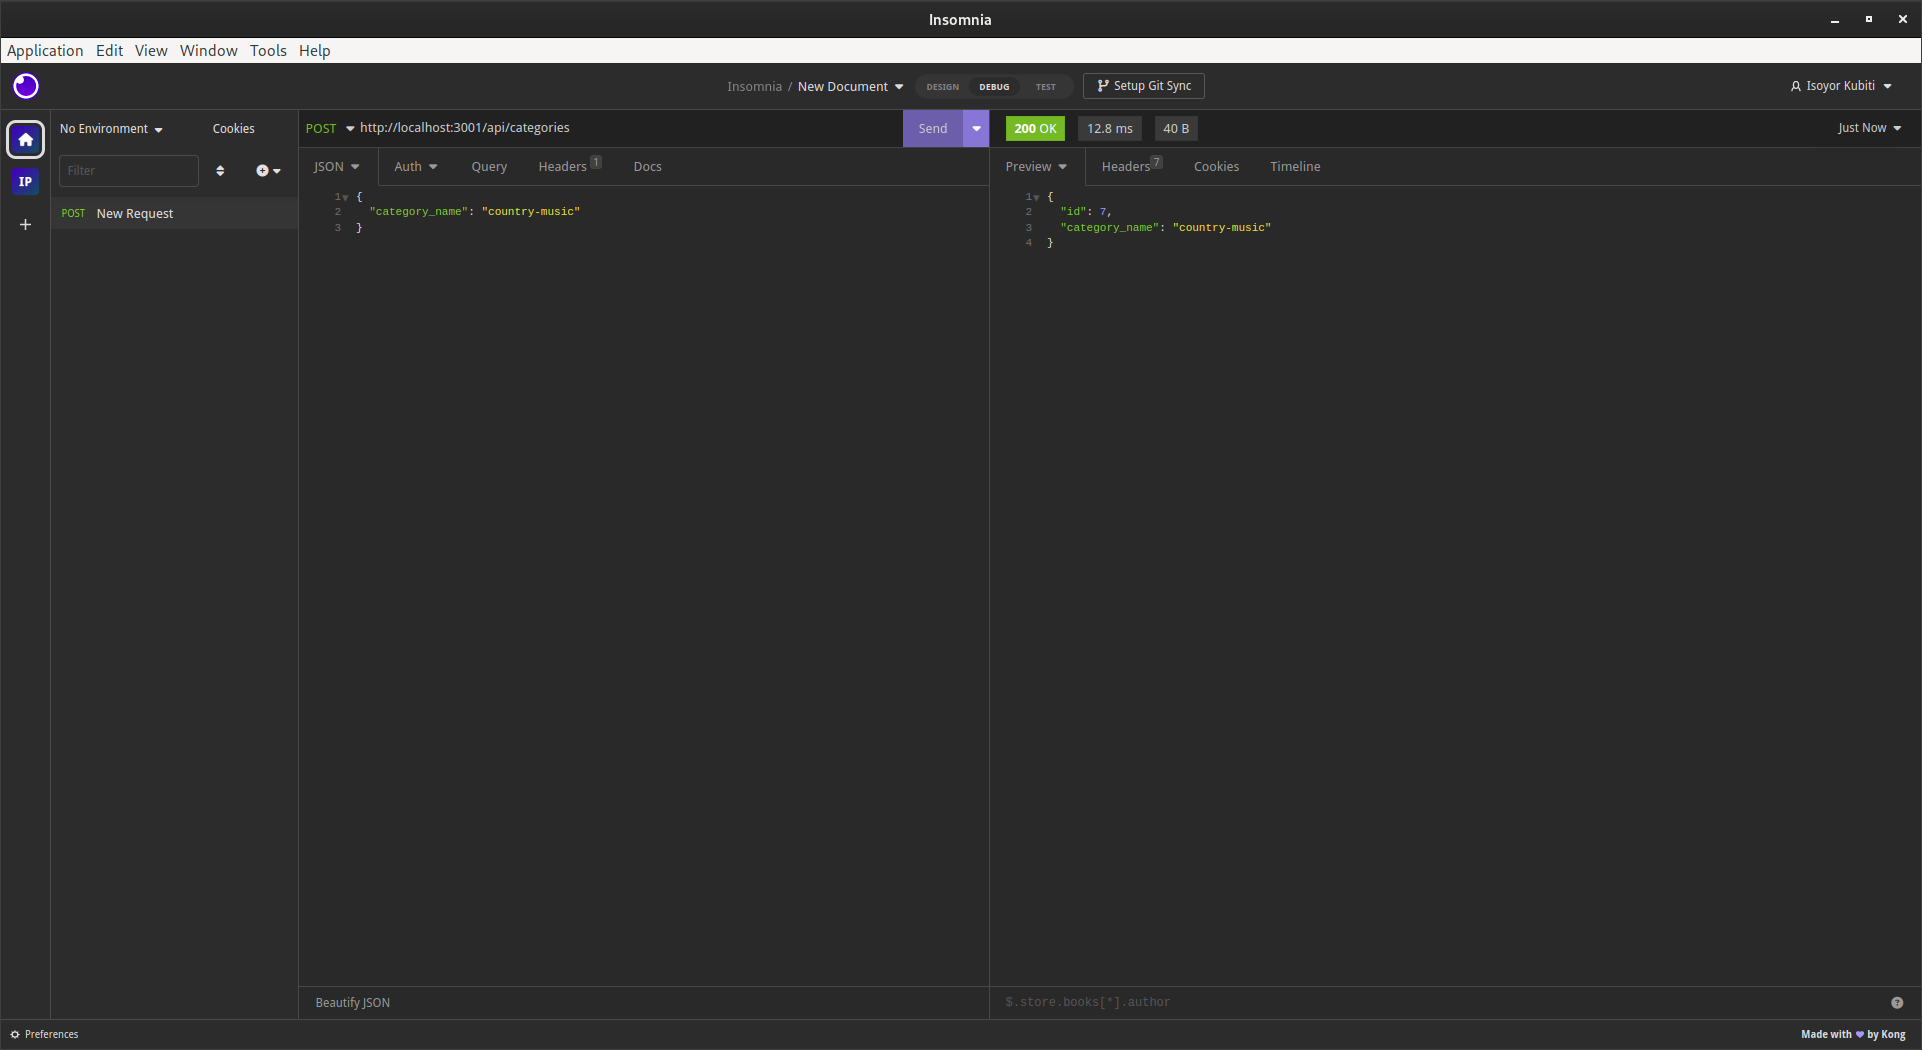 Insomnia
Application Edit View Window Tools Help
Insomnia / New Document DESIGN DEBUG TEST Setup Git Sync Isoyor Kubiti
No Environment Cookies
Filter
IP
POST New Request
POST http://localhost:3001/api/categories Send
JSON Auth Query Headers 1 Docs
1 {
2 "category_name": "country-music"
3 }
Beautify JSON
200 OK 12.8 ms 40 B Just Now
Preview Headers 7 Cookies Timeline
1 {
2 "id": 7,
3 "category_name": "country-music"
4 }
$.store.books[*].author ?
Preferences Made with by Kong